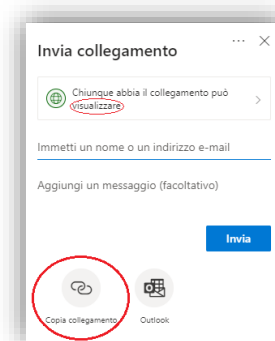 Invia collegamento
Chiunque abbia il collegamento può
visualizzare
Immetti un nome o un indirizzo e-mail
Aggiungi un messaggio (facoltativo)
Invia
Copia collegamento
Outlook